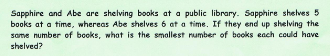 Sapphire and Abe are shelving books at a public library. Sapphire shelves 5
books at a time, whereas Abe shelves 6 at a time. If they end up shelving the
same number of books, what is the smallest number of books each could have
shelved?